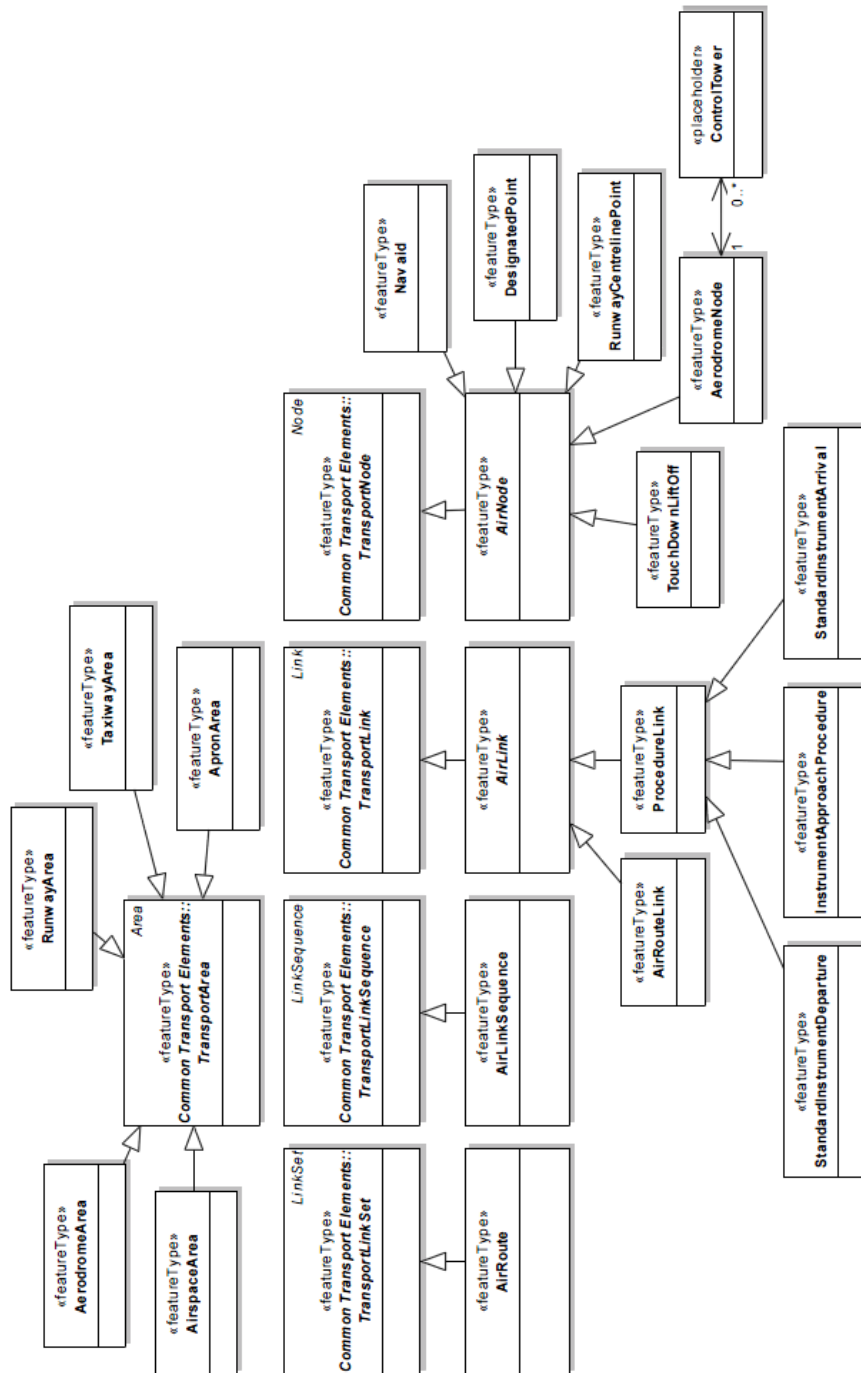 «featureType»
RunwayArea
«featureType»
AerodromeArea
«featureType»
TaxiwayArea
Area
«featureType»
Common Transport Elements::
TransportArea
«featureType»
AirspaceArea
«featureType»
ApronArea
LinkSet
«featureType»
Common Transport Elements::
TransportLinkSet
LinkSequence
«featureType»
Common Transport Elements::
TransportLinkSequence
Link
«featureType»
Common Transport Elements::
TransportLink
Node
«featureType»
Common Transport Elements::
TransportNode
«featureType»
Navaid
«featureType»
AirRoute
«featureType»
AirLinkSequence
«featureType»
AirLink
«featureType»
AirNode
«featureType»
DesignatedPoint
«featureType»
RunwayCentrelinePoint
«featureType»
AirRouteLink
«featureType»
ProcedureLink
«featureType»
TouchDownLiftOff
«featureType»
AerodromeNode
1
0..*
«placeholder»
ControlTower
«featureType»
StandardInstrumentDeparture
«featureType»
InstrumentApproachProcedure
«featureType»
StandardInstrumentArrival